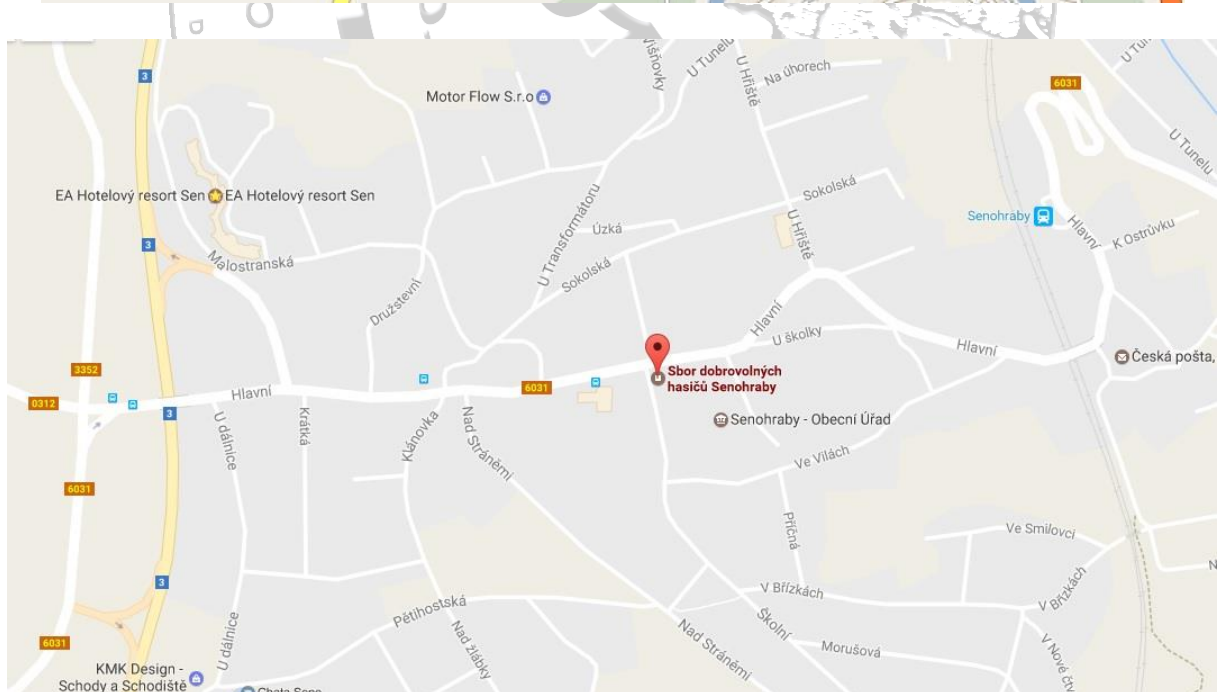 Višňovky
U Tunelu
U Hřiště
Na úhorech
3
Motor Flow S.r.o
6031
U Tunelu
EA Hotelový resort Sen
EA Hotelový resort Sen
Sokolská
Senohraby
Hlavní
K Ostrůvku
3
Malostranská
U Transformátoru
Úzká
U Hřiště
Sokolská
Družstevní
Hlavní
U školky
Hlavní
Česká pošta,
3352
Sbor dobrovolných
hasičů Senohraby
0312
Hlavní
6031
3
U dálnice
Krátká
Klánovka
Nad Stráněmi
Senohraby - Obecní Úřad
Ve Vilách
6031
Příčná
Ve Smilovci
3
V Břízkách
V Břízkách
Pětihostská
Nad žlábky
Školní
Nad Stráněmi
Morušová
6031
U dálnice
KMK Design -
Schody a Schodiště